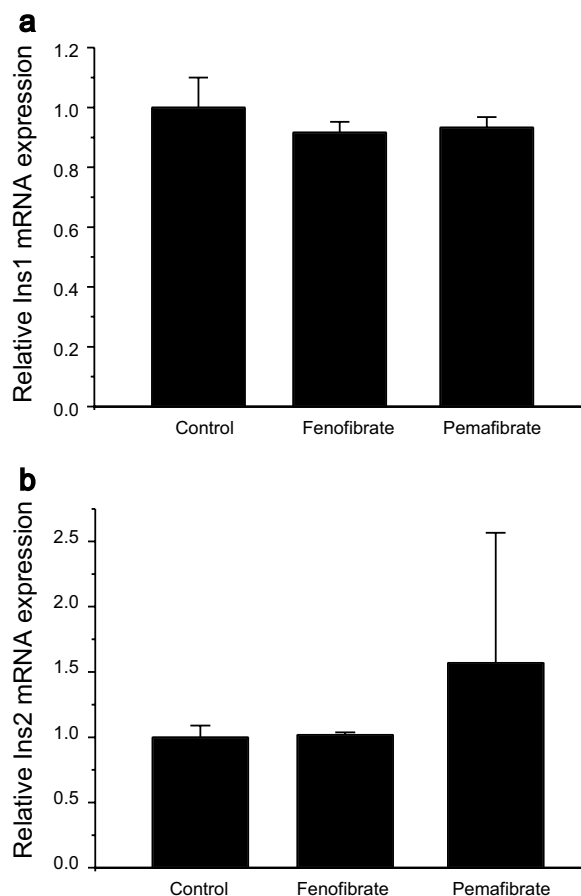 a
Relative Ins1 mRNA expression
1.2
1.0
0.8
0.6
0.4
0.2
0.0
Control Fenofibrate Pemafibrate
b
Relative Ins2 mRNA expression
2.5
2.0
1.5
1.0
0.5
0.0
Control Fenofibrate Pemafibrate